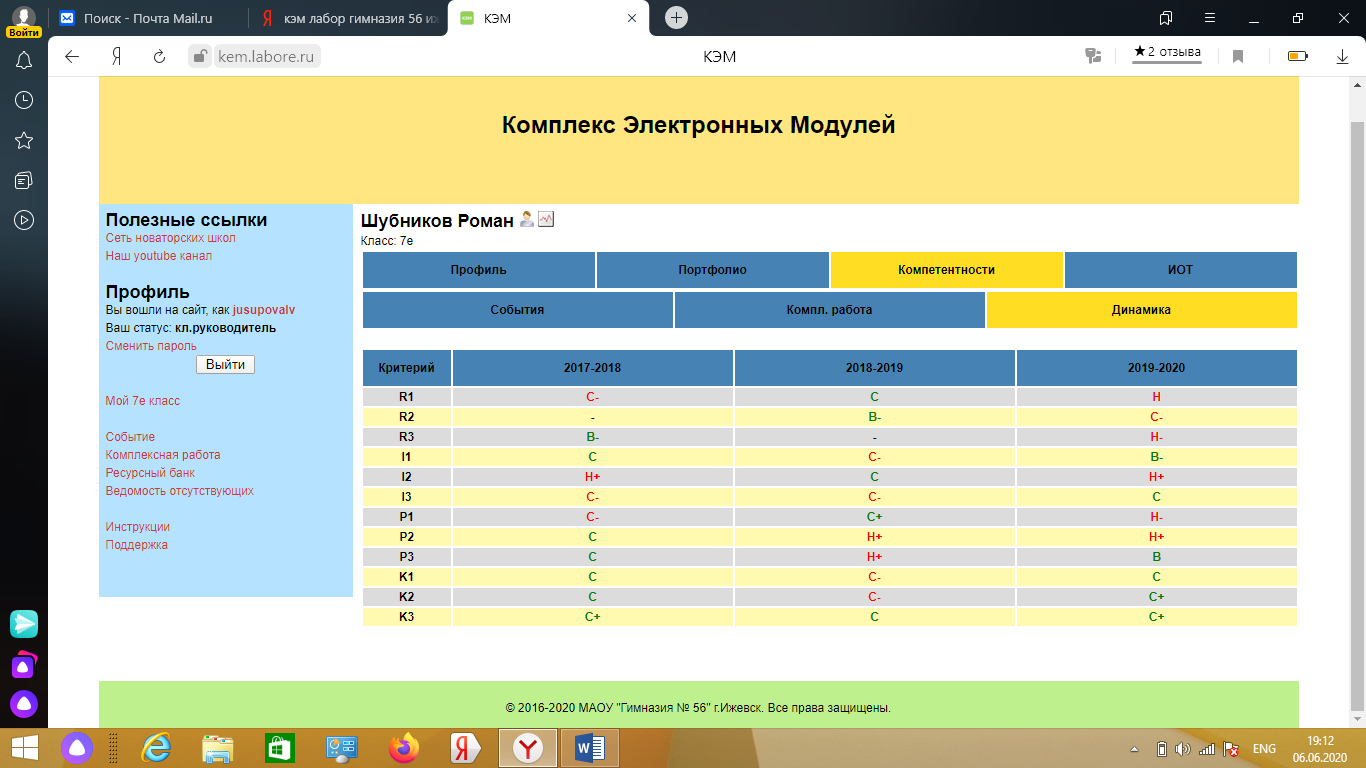 Поиск - Почта Mail.ru
кэм лабор гимназия 56 иж
КЭМ
Войти
kem.labore.ru
КЭМ
★2 отзыва
Комплекс Электронных Модулей
Полезные ссылки
Сеть новаторских школ
Наш youtube канал
Профиль
Вы вошли на сайт, как jusupovalv
Ваш статус: кл.руководитель
Сменить пароль
Выйти
Мой 7е класс
Событие
Комплексная работа
Ресурсный банк
Ведомость отсутствующих
Инструкции
Поддержка
Шубников Роман
Класс: 7е
Профиль Портфолио Компетентности ИОТ
События Компл. работа Динамика
Критерий 2017-2018 2018-2019 2019-2020
R1 С- С Н
R2 - В- С-
R3 В- - Н-
I1 С С- В-
I2 Н+ С Н+
I3 С- С- С
P1 С- С+ Н-
P2 С Н+ Н+
P3 С Н+ В
K1 С С- С
K2 С С- С+
K3 С+ С С+
© 2016-2020 МАОУ "Гимназия № 56" г.Ижевск. Все права защищены.
ENG
19:12
06.06.2020